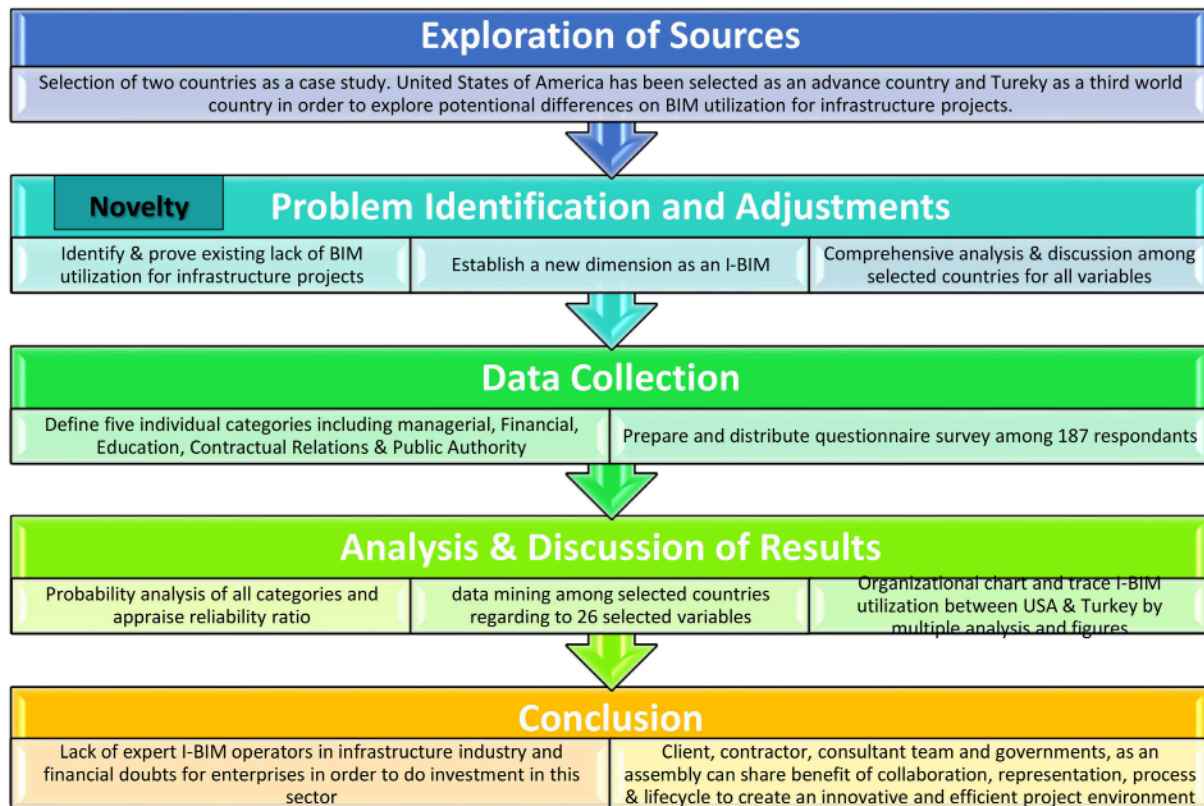 Exploration of Sources
Selection of two countries as a case study. United States of America has been selected as an advance country and Tureky as a third world
country in order to explore potentional differences on BIM utilization for infrastructure projects.
Novelty
Problem Identification and Adjustments
Identify & prove existing lack of BIM
utilization for infrastructure projects
Establish a new dimension as an I-BIM
Comprehensive analysis & discussion among
selected countries for all variables
Data Collection
Define five individual categories including managerial, Financial,
Education, Contractual Relations & Public Authority
Prepare and distribute questionnaire survey among 187 respondants
Analysis & Discussion of Results
Probability analysis of all categories and
appraise reliability ratio
data mining among selected countries
regarding to 26 selected variables
Organizational chart and trace I-BIM
utilization between USA & Turkey by
multiple analysis and figures
Conclusion
Lack of expert I-BIM operators in infrastructure industry and
financial doubts for enterprises in order to do investment in this
sector
Client, contractor, consultant team and governments, as an
assembly can share benefit of collaboration, representation, process
& lifecycle to create an innovative and efficient project environment